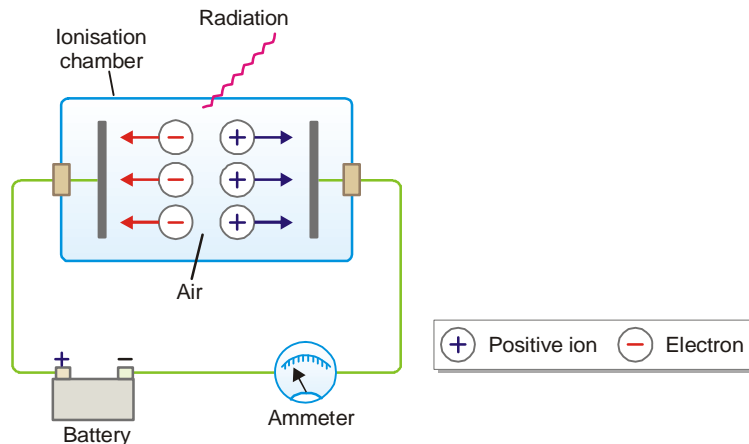 Radiation
Ionisation
chamber
− +
− +
− +
Air
+ −
Battery
Ammeter
+ Positive ion − Electron